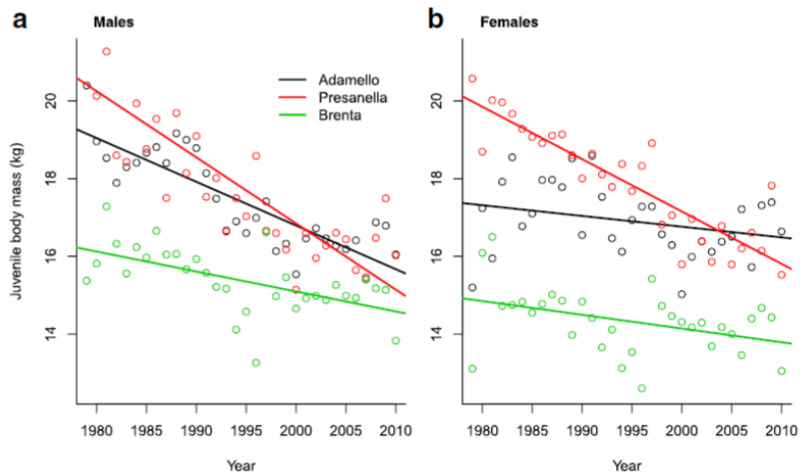 a Males
b Females
Adamello
Presanella
Brenta
Juvenile body mass (kg)
20
18
16
14
20
18
16
14
1980 1985 1990 1995 2000 2005 2010
1980 1985 1990 1995 2000 2005 2010
Year
Year